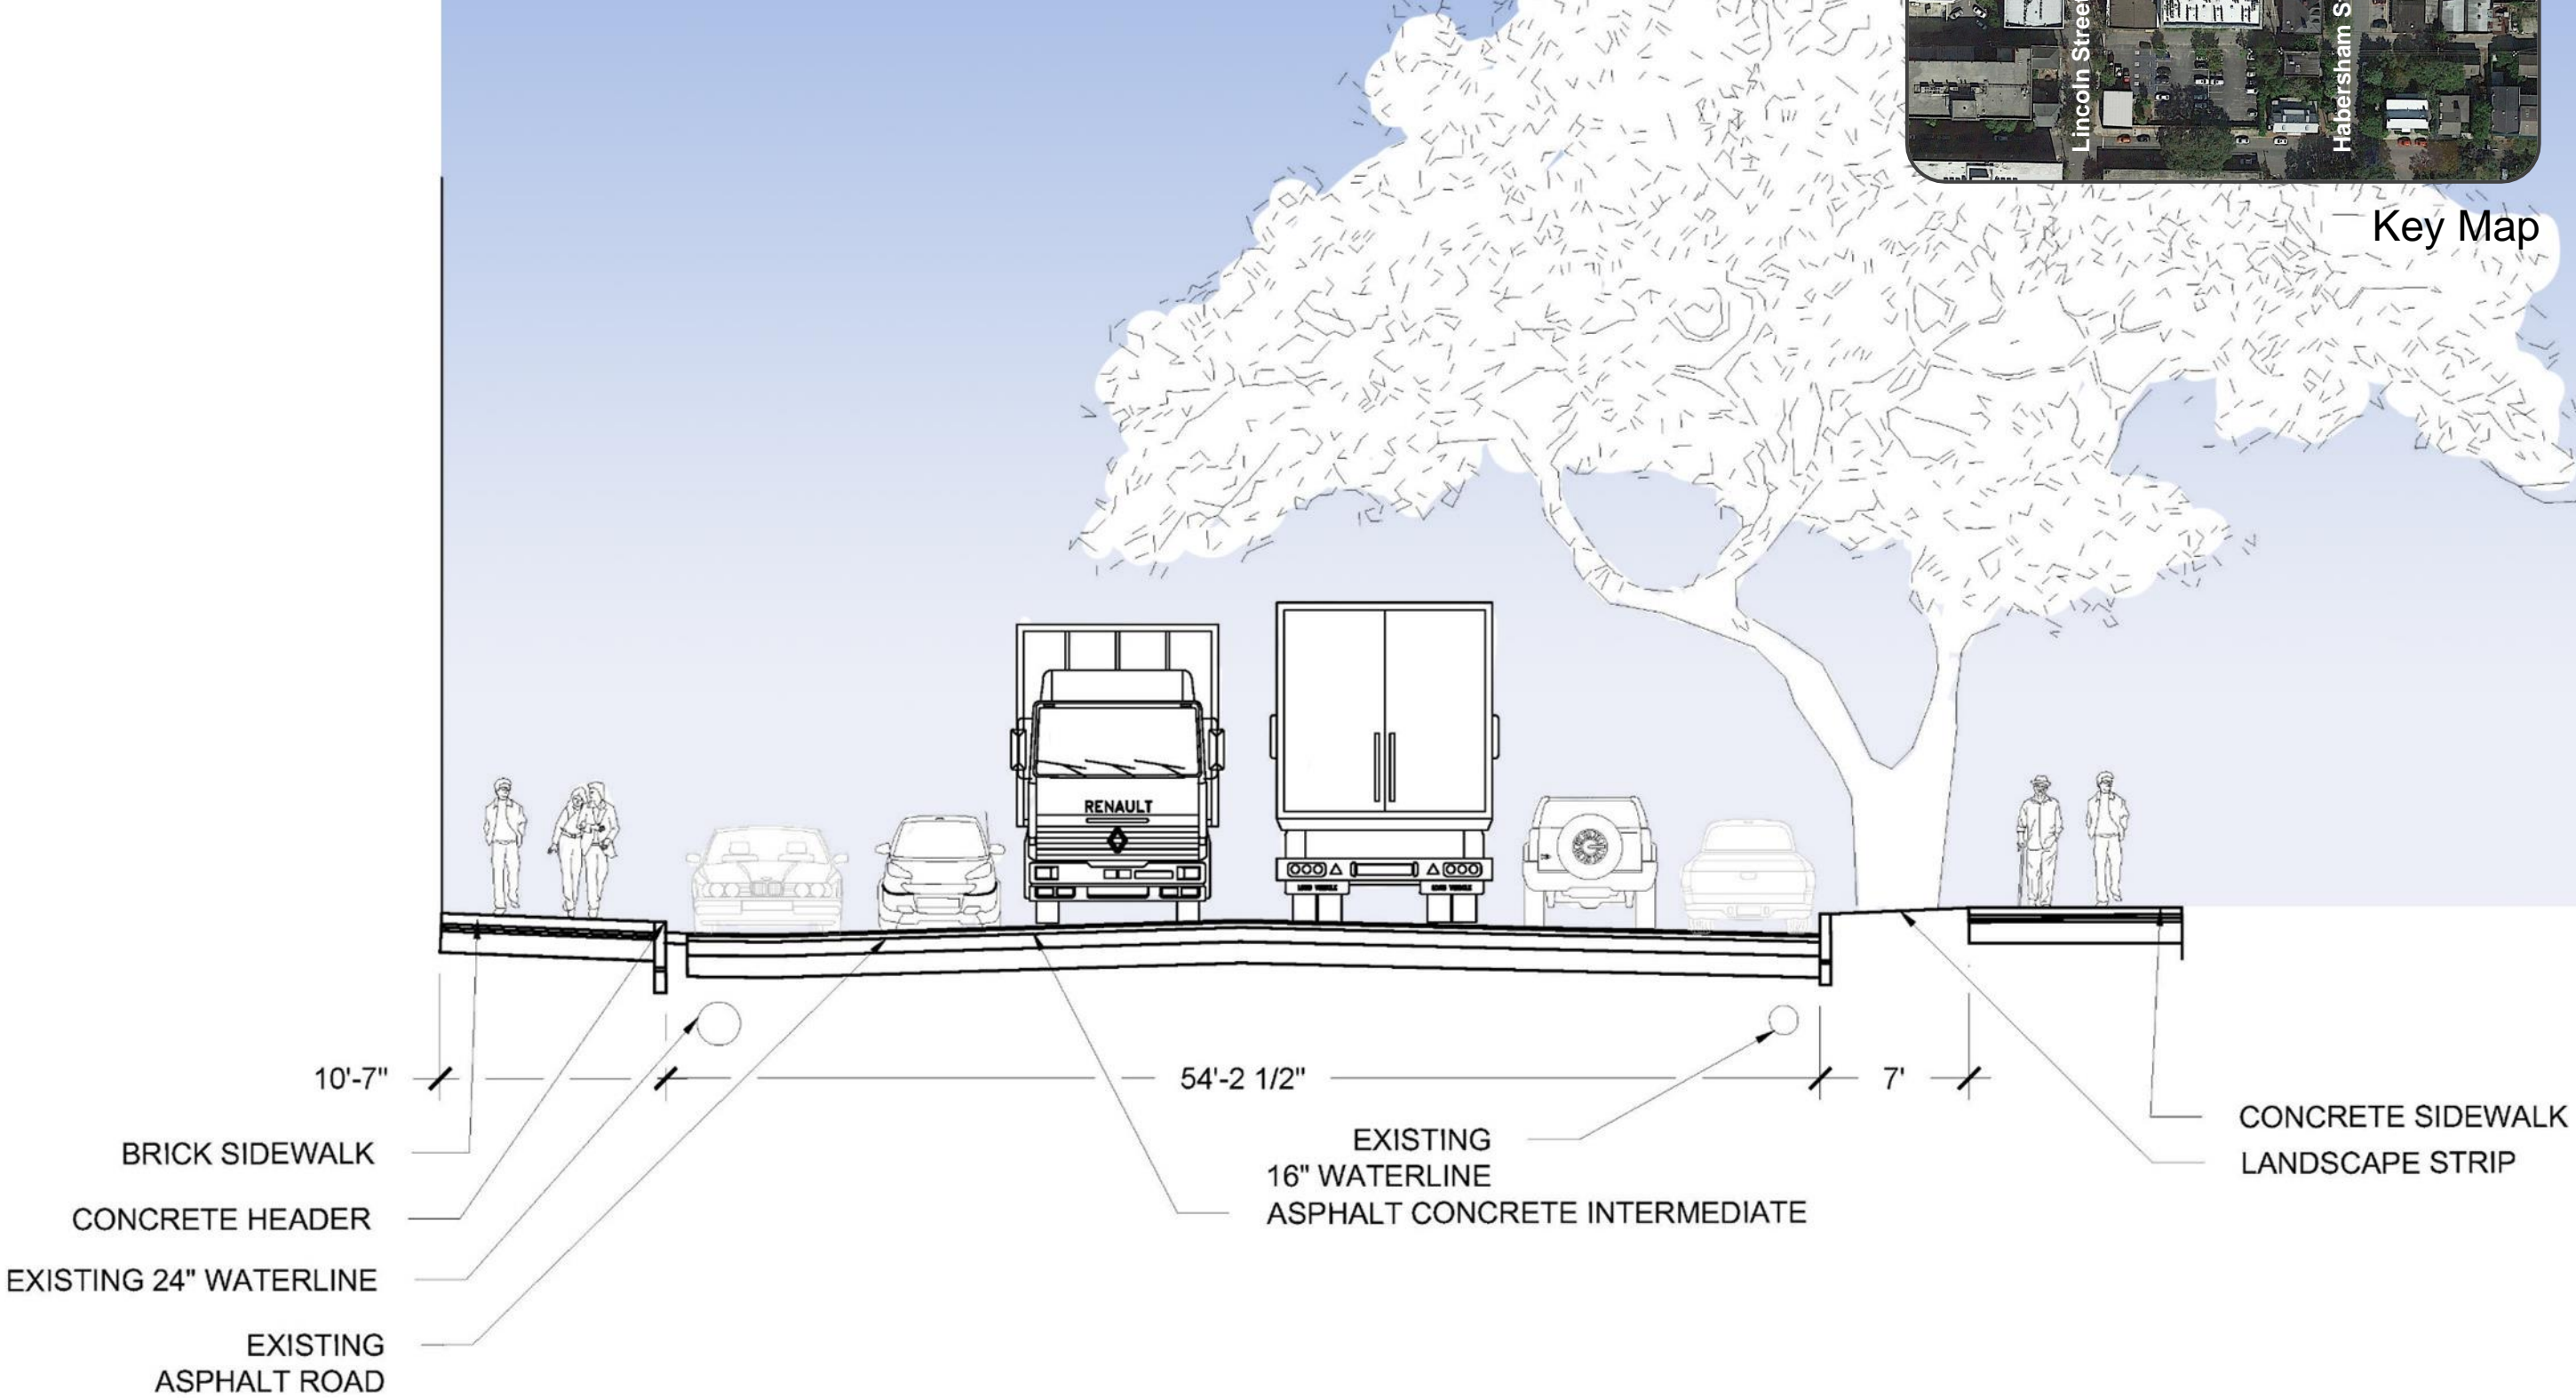 Lincoln Street
Habersham S
Key Map
RENAULT
10'-7"
54'-2 1/2"
7'
BRICK SIDEWALK
CONCRETE HEADER
EXISTING 24" WATERLINE
EXISTING
ASPHALT ROAD
EXISTING
16" WATERLINE
ASPHALT CONCRETE INTERMEDIATE
CONCRETE SIDEWALK
LANDSCAPE STRIP